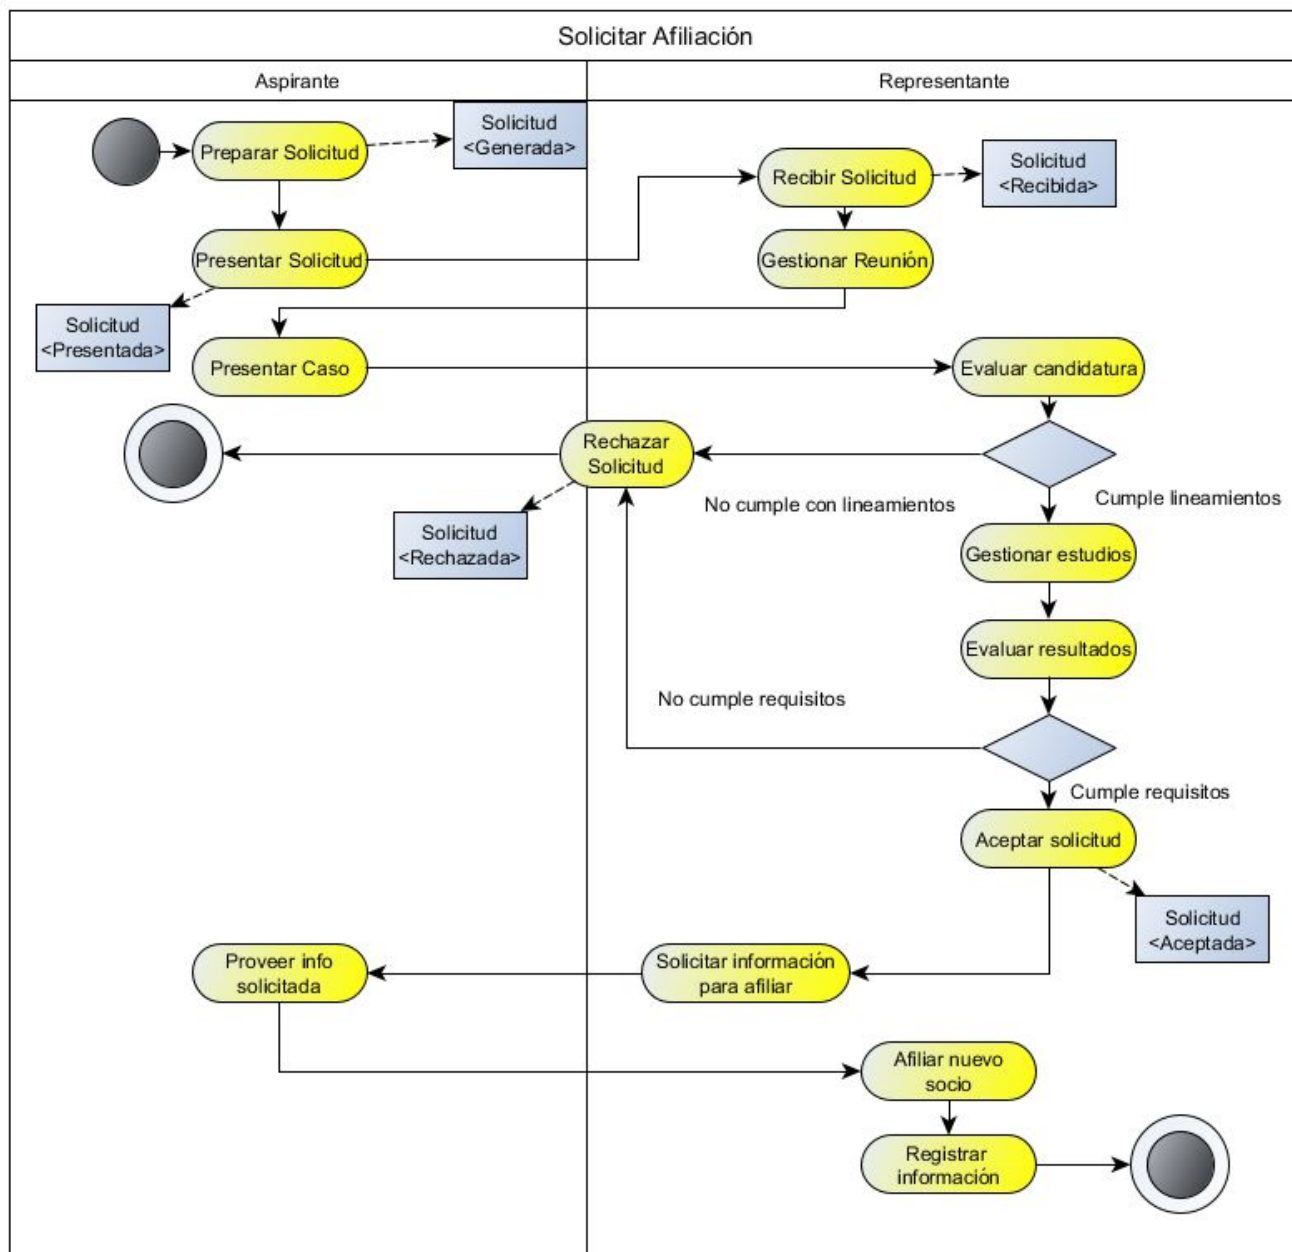 Solicitar Afiliación
Aspirante
Representante
Preparar Solicitud
Solicitud
<Generada>
Recibir Solicitud
Solicitud
<Recibida>
Presentar Solicitud
Gestionar Reunión
Solicitud
<Presentada>
Presentar Caso
Evaluar candidatura
Rechazar
Solicitud
No cumple con lineamientos
Cumple lineamientos
Solicitud
<Rechazada>
Gestionar estudios
Evaluar resultados
No cumple requisitos
Cumple requisitos
Aceptar solicitud
Solicitud
<Aceptada>
Proveer info
solicitada
Solicitar información
para afiliar
Afiliar nuevo
socio
Registrar
información